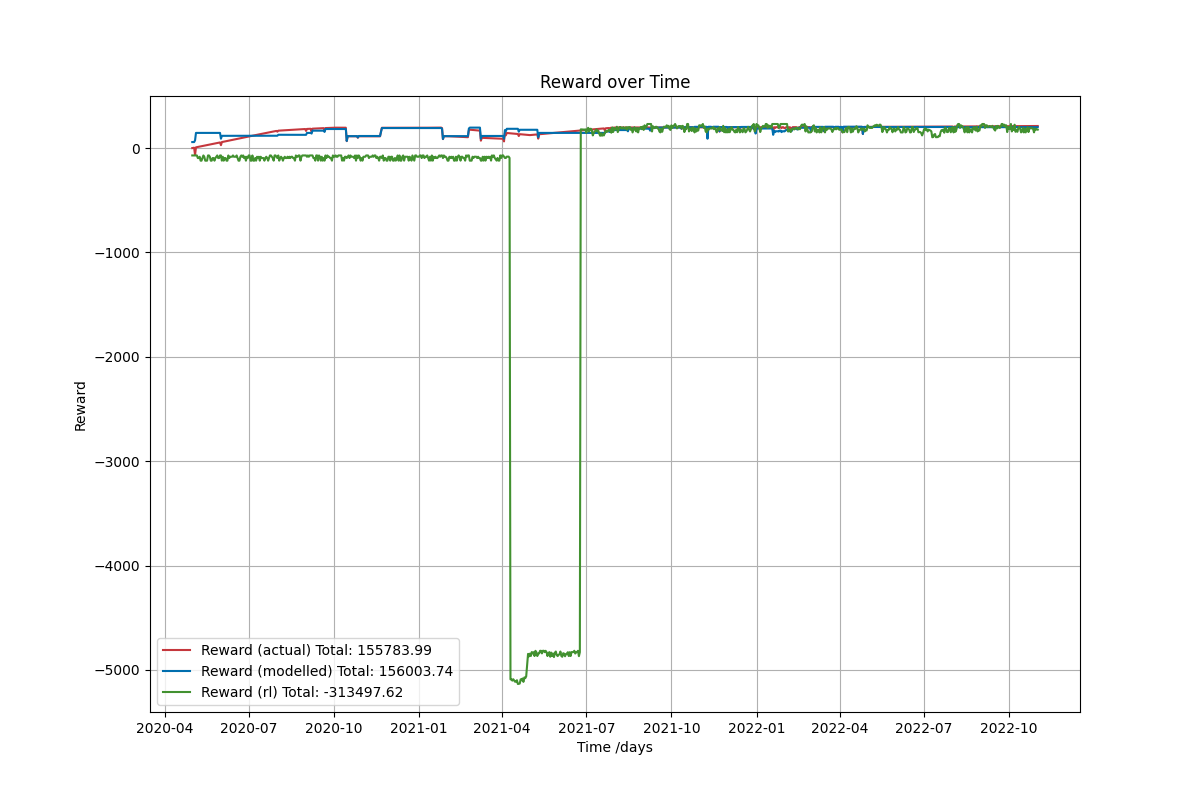 Reward over Time
Reward
0
−1000
−2000
−3000
−4000
−5000
Reward (actual) Total: 155783.99
Reward (modelled) Total: 156003.74
Reward (rl) Total: -313497.62
2020-04 2020-07 2020-10 2021-01 2021-04 2021-07 2021-10 2022-01 2022-04 2022-07 2022-10
Time /days